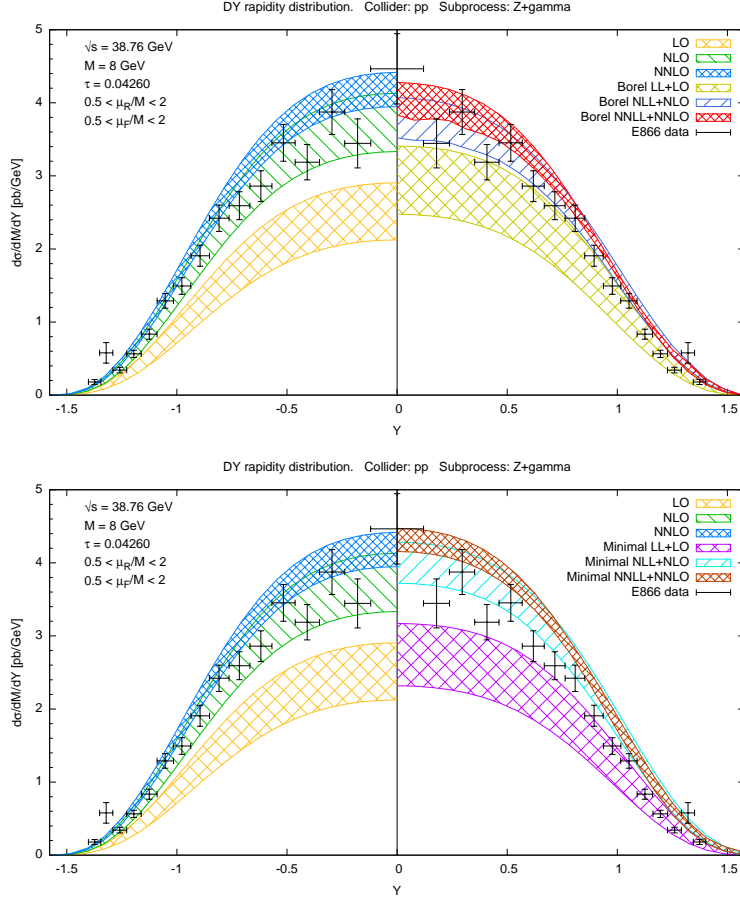 DY rapidity distribution.   Collider: pp   Subprocess: Z+gamma
√s = 38.76 GeV
M = 8 GeV
τ = 0.04260
0.5 < μR/M < 2
0.5 < μF/M < 2
LO
NLO
NNLO
Borel LL+LO
Borel NLL+NLO
Borel NNLL+NNLO
E866 data
dσ/dM/dY [pb/GeV]
5
4
3
2
1
0
-1.5 -1 -0.5 0 0.5 1 1.5
Y
DY rapidity distribution.   Collider: pp   Subprocess: Z+gamma
√s = 38.76 GeV
M = 8 GeV
τ = 0.04260
0.5 < μR/M < 2
0.5 < μF/M < 2
LO
NLO
NNLO
Minimal LL+LO
Minimal NLL+NLO
Minimal NNLL+NNLO
E866 data
dσ/dM/dY [pb/GeV]
5
4
3
2
1
0
-1.5 -1 -0.5 0 0.5 1 1.5
Y